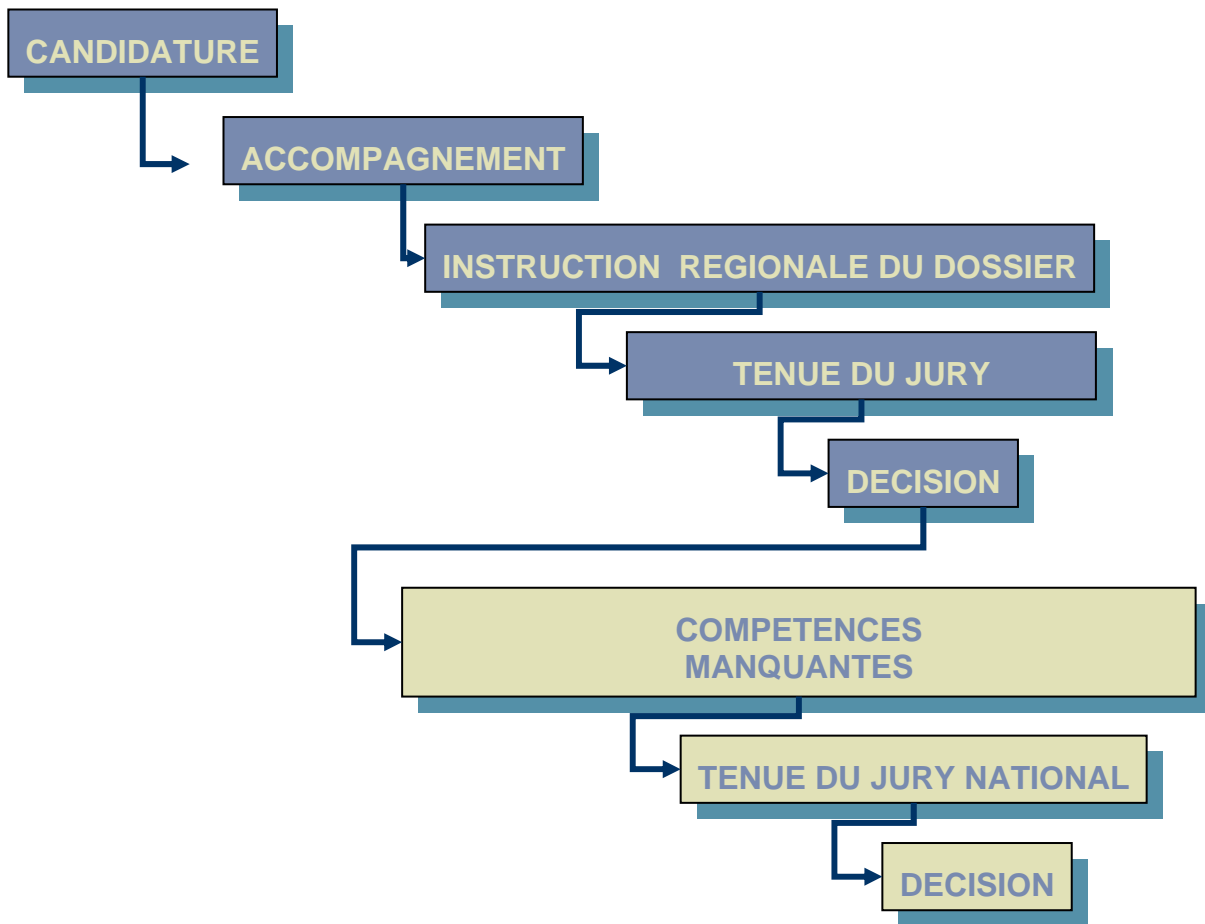 CANDIDATURE
ACCOMPAGNEMENT
INSTRUCTION REGIONALE DU DOSSIER
TENUE DU JURY
DECISION
COMPETENCES
MANQUANTES
TENUE DU JURY NATIONAL
DECISION